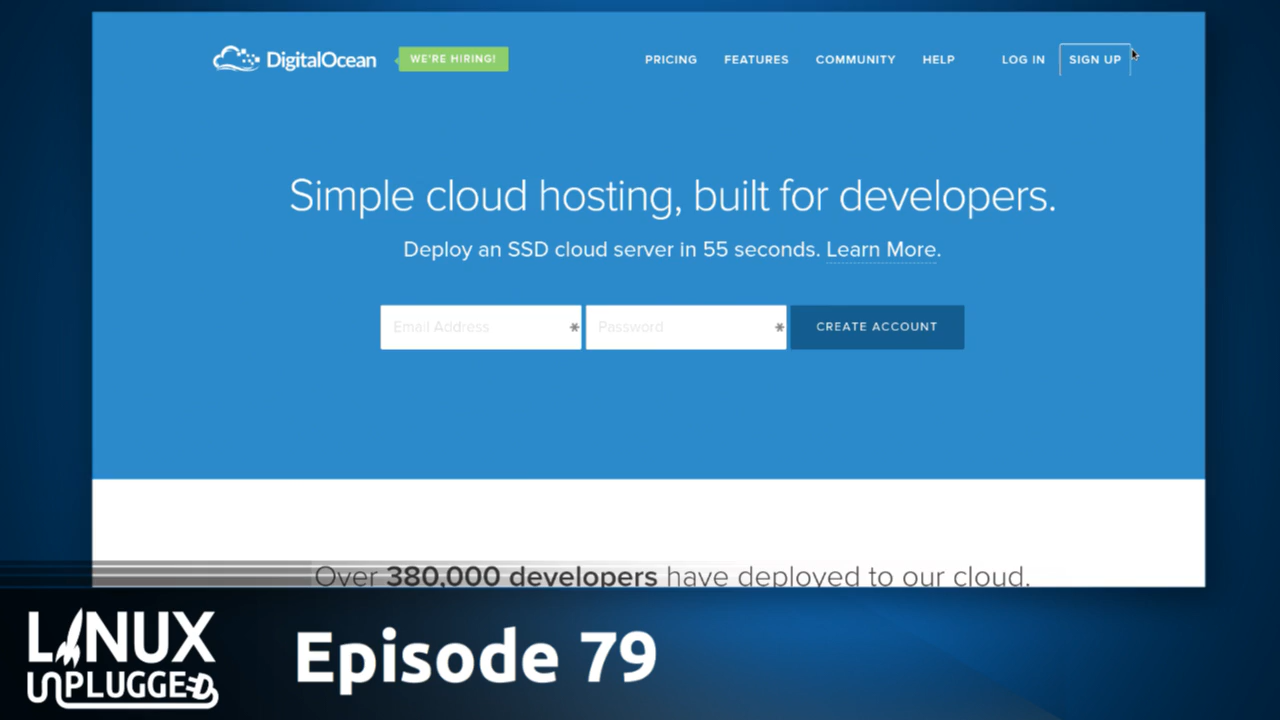 DigitalOcean WE'RE HIRING! PRICING FEATURES COMMUNITY HELP LOG IN SIGN UP
Simple cloud hosting, built for developers.
Deploy an SSD cloud server in 55 seconds. Learn More.
Email Address Password CREATE ACCOUNT
Over 380,000 developers have deployed to our cloud.
LINUX
UNPLUGGED
Episode 79